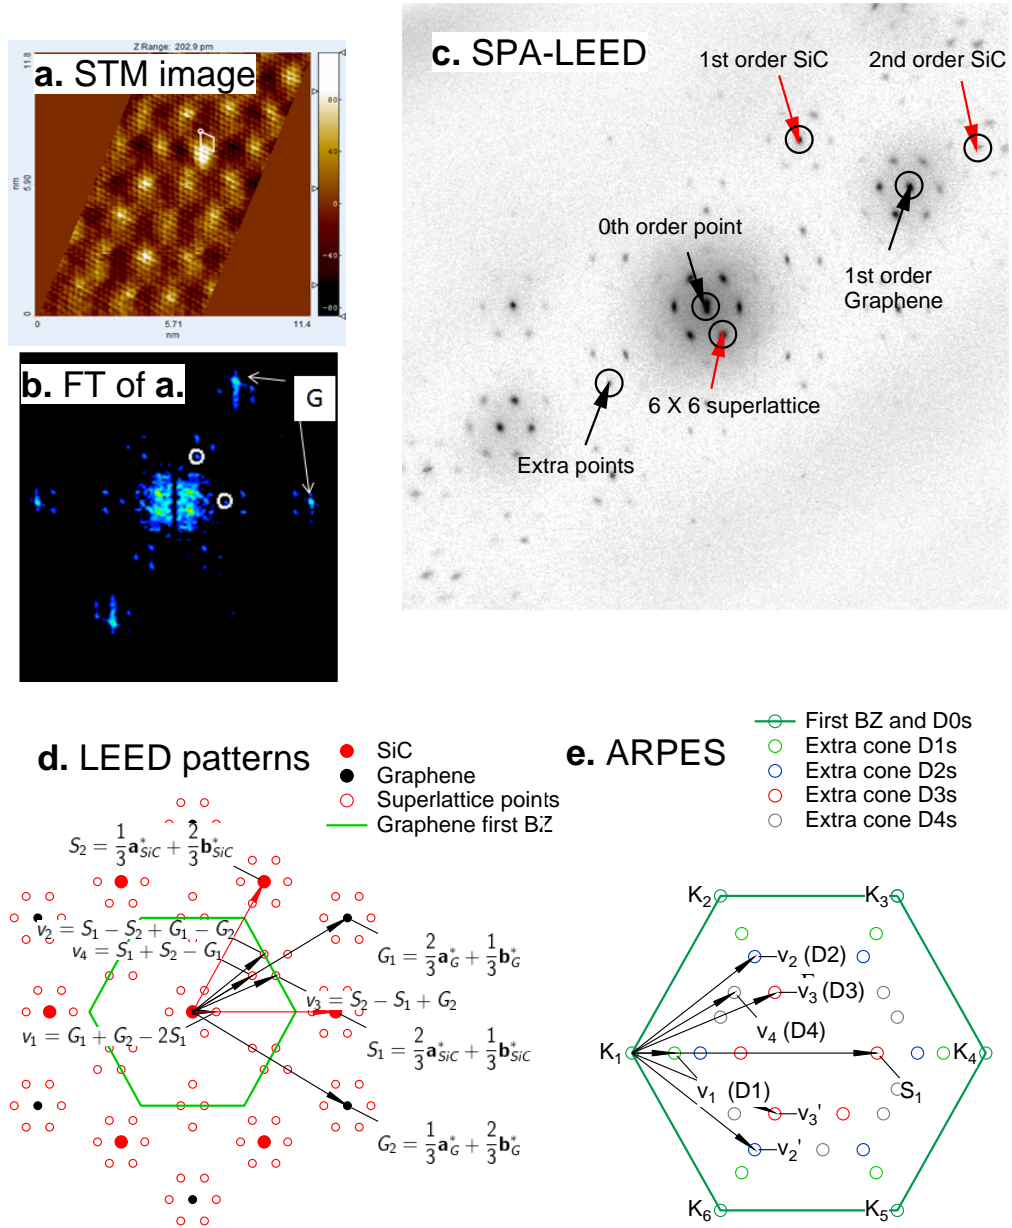 Z Range: 202.9 pm
a. STM image
11.8
80
40
nm
5.90
0
−40
0
−80
0
5.71
11.4
nm
b. FT of a.
G
c. SPA-LEED
1st order SiC
2nd order SiC
0th order point
1st order
Graphene
6 X 6 superlattice
Extra points
d. LEED patterns
SiC
Graphene
Superlattice points
Graphene first BZ
S₂ = 1/3 a*SiC + 2/3 b*SiC
v₂ = S₁ − S₂ + G₁ − G₂
v₄ = S₁ + S₂ − G₁
G₁ = 2/3 a*G + 1/3 b*G
v₃ = S₂ − S₁ + G₂
v₁ = G₁ + G₂ − 2S₁
S₁ = 2/3 a*SiC + 1/3 b*SiC
G₂ = 1/3 a*G + 2/3 b*G
e. ARPES
First BZ and D0s
Extra cone D1s
Extra cone D2s
Extra cone D3s
Extra cone D4s
K₂
K₃
v₂ (D2)
v₃ (D3)
v₄ (D4)
K₁
K₄
v₁ (D1)
S₁
v₃'
v₂'
K₆
K₅